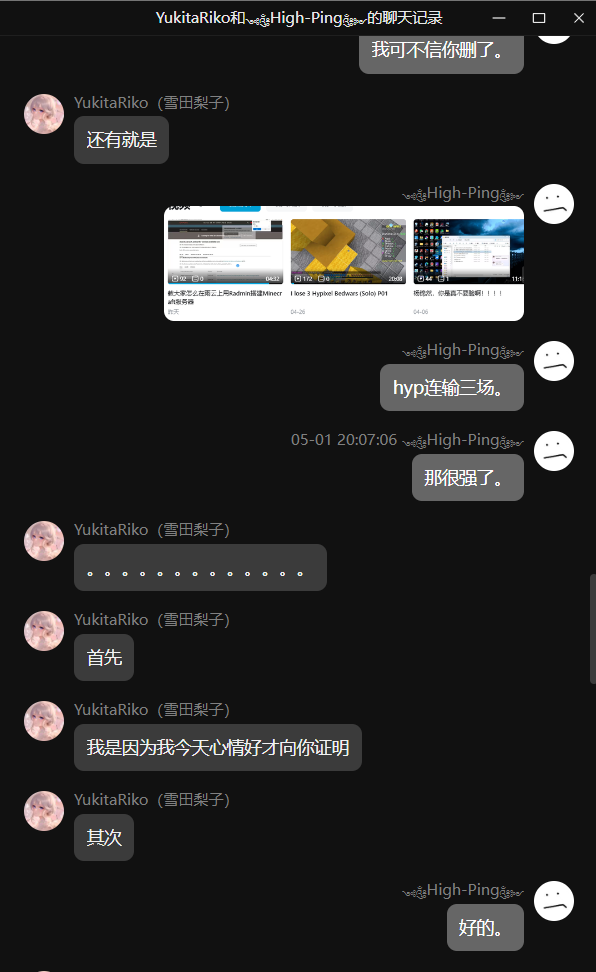 YukitaRiko和High-Ping的聊天记录
我可不信你删了。
YukitaRiko（雪田梨子）
还有就是
High-Ping
视频
92 0 04:32
172 0 20:08
44 1 11:1
教大家怎么在雨云上用Radmin搭建Minecr
aft服务器
昨天
I lose 3 Hypixel Bedwars (Solo) P01
04-26
你是真不要脸啊！！！！
04-06
High-Ping
hyp连输三场。
05-01 20:07:06 High-Ping
那很强了。
YukitaRiko（雪田梨子）
。。。。。。。。。。。。。
YukitaRiko（雪田梨子）
首先
YukitaRiko（雪田梨子）
我是因为我今天心情好才向你证明
YukitaRiko（雪田梨子）
其次
High-Ping
好的。